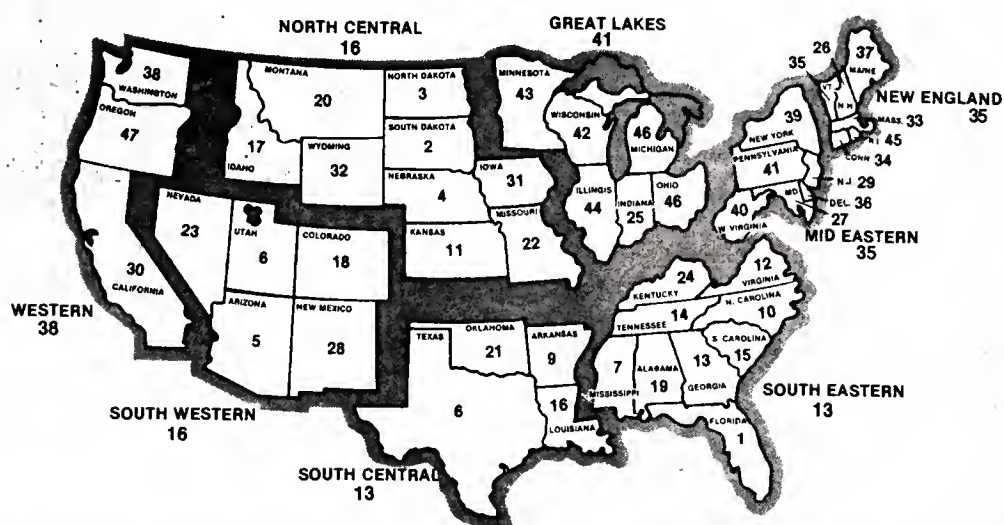 NORTH CENTRAL
16
GREAT LAKES
41
26
35
37
MAINE
VT
N H
NEW ENGLAND
35
MASS. 33
RI 45
CONN 34
38
WASHINGTON
OREGON
47
MONTANA
20
17
IDAHO
WYOMING
32
NORTH DAKOTA
3
SOUTH DAKOTA
2
NEBRASKA
4
KANSAS
11
IOWA
31
MISSOURI
22
MINNESOTA
43
WISCONSIN
42
46
MICHIGAN
ILLINOIS
44
INDIANA
25
OHIO
46
39
NEW YORK
PENNSYLVANIA
41
N J 29
MD
DEL. 36
27
40
W VIRGINIA
MID EASTERN
35
NEVADA
23
UTAH
6
COLORADO
18
30
CALIFORNIA
WESTERN
38
ARIZONA
5
NEW MEXICO
28
SOUTH WESTERN
16
TEXAS
6
OKLAHOMA
21
ARKANSAS
9
16
LOUISIANA
SOUTH CENTRAL
13
24
KENTUCKY
12
VIRGINIA
14
TENNESSEE
N. CAROLINA
10
S CAROLINA
15
7
MISSISSIPPI
ALABAMA
19
13
GEORGIA
FLORIDA
1
SOUTH EASTERN
13